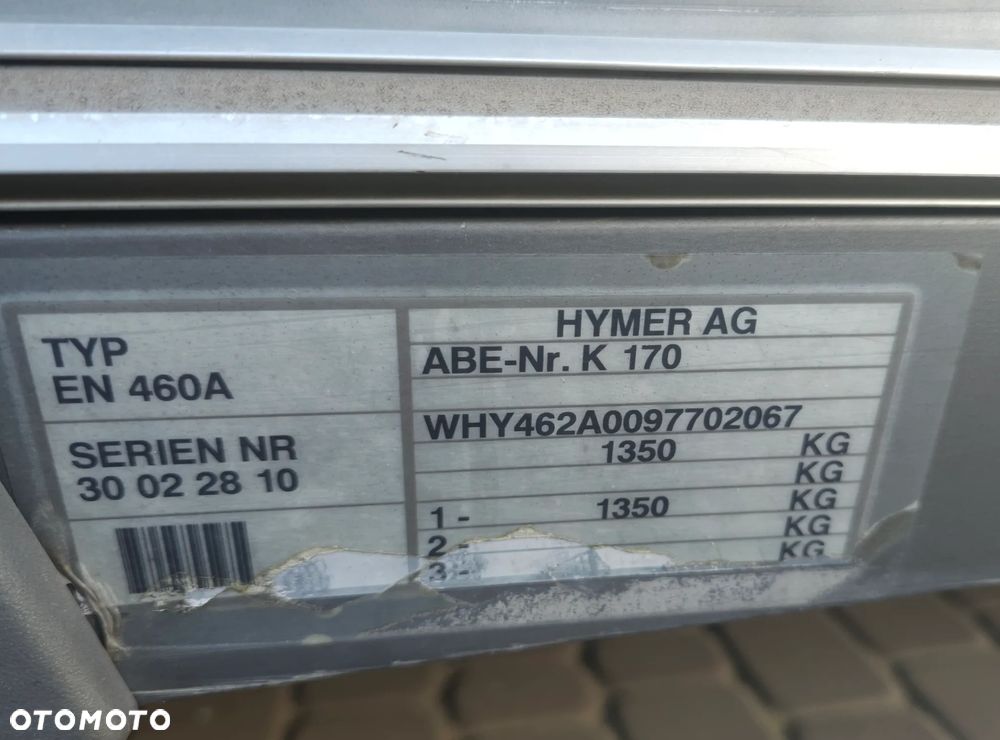 TYP
EN 460A
SERIEN NR
30 02 28 10
HYMER AG
ABE-Nr. K 170
WHY462A0097702067
1350 KG
KG
1 - 1350 KG
2 - KG
3 - KG
OTOMOTO